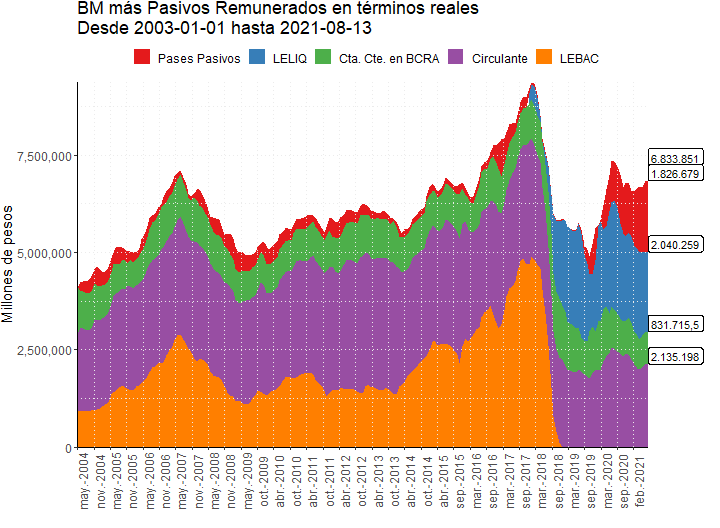 BM más Pasivos Remunerados en términos reales
Desde 2003-01-01 hasta 2021-08-13
Pases Pasivos LELIQ Cta. Cte. en BCRA Circulante LEBAC
Millones de pesos
7,500,000
5,000,000
2,500,000
0
6.833.851
1.826.679
2.040.259
831.715,5
2.135.198
may.-2004 nov.-2004 may.-2005 nov.-2005 may.-2006 nov.-2006 may.-2007 nov.-2007 may.-2008 nov.-2008 may.-2009 oct.-2009 abr.-2010 oct.-2010 abr.-2011 oct.-2011 abr.-2012 oct.-2012 abr.-2013 oct.-2013 abr.-2014 oct.-2014 abr.-2015 sep.-2015 mar.-2016 sep.-2016 mar.-2017 sep.-2017 mar.-2018 sep.-2018 mar.-2019 sep.-2019 mar.-2020 sep.-2020 feb.-2021